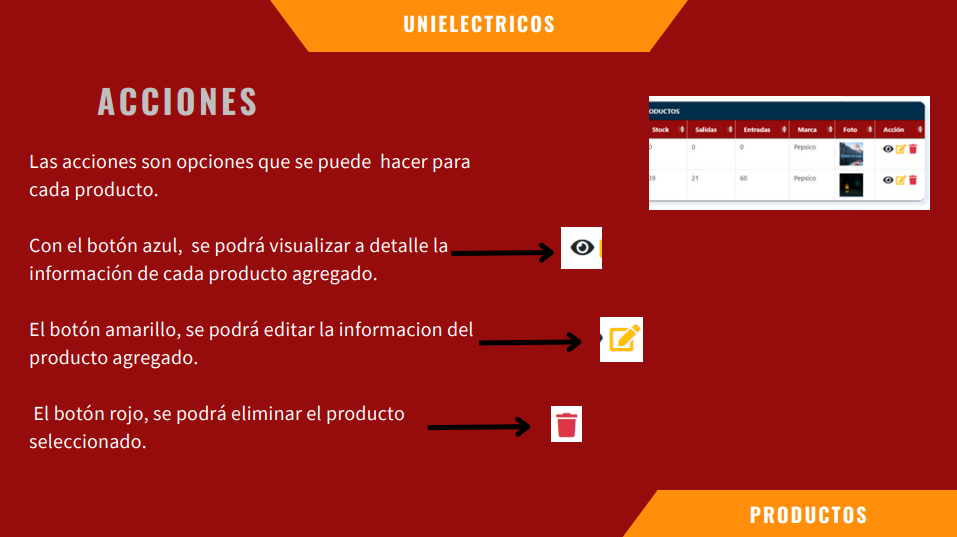 UNIELECTRICOS
ACCIONES
Las acciones son opciones que se puede hacer para
cada producto.
Con el botón azul, se podrá visualizar a detalle la
información de cada producto agregado.
El botón amarillo, se podrá editar la informacion del
producto agregado.
El botón rojo, se podrá eliminar el producto
seleccionado.
ODUCTOS
Stock Salidas Entradas Marca Foto Acción
0 0 0 Pepsico
39 21 60 Pepsico
PRODUCTOS